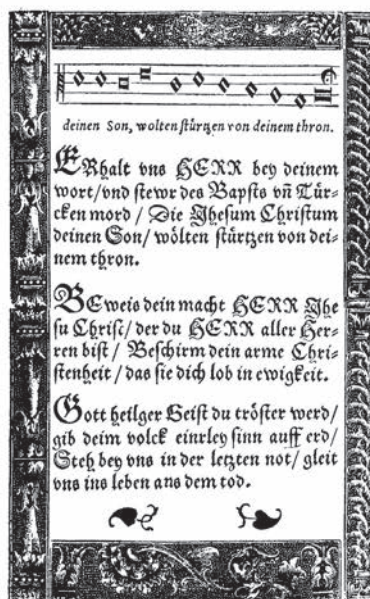 deinen Son, wolten stürtzen von deinem thron.
ERhalt vns HERR bey deinem
wort/vnd stewr des Bapsts vñ Tür⸗
cken mord / Die Jhesum Christum
deinen Son/ wölten stürtzen von dei⸗
nem thron.
BEweis dein macht HERR Jhe
su Christ/der du HERR aller Her⸗
ren bist / Beschirm dein arme Chri⸗
stenheit / das sie dich lob in ewigkeit.
Gott heilger Geist du tröster werd/
gib deim volck einrley sinn auff erd/
Steh bey vns in der letzten not/ gleit
vns ins leben aus dem tod.